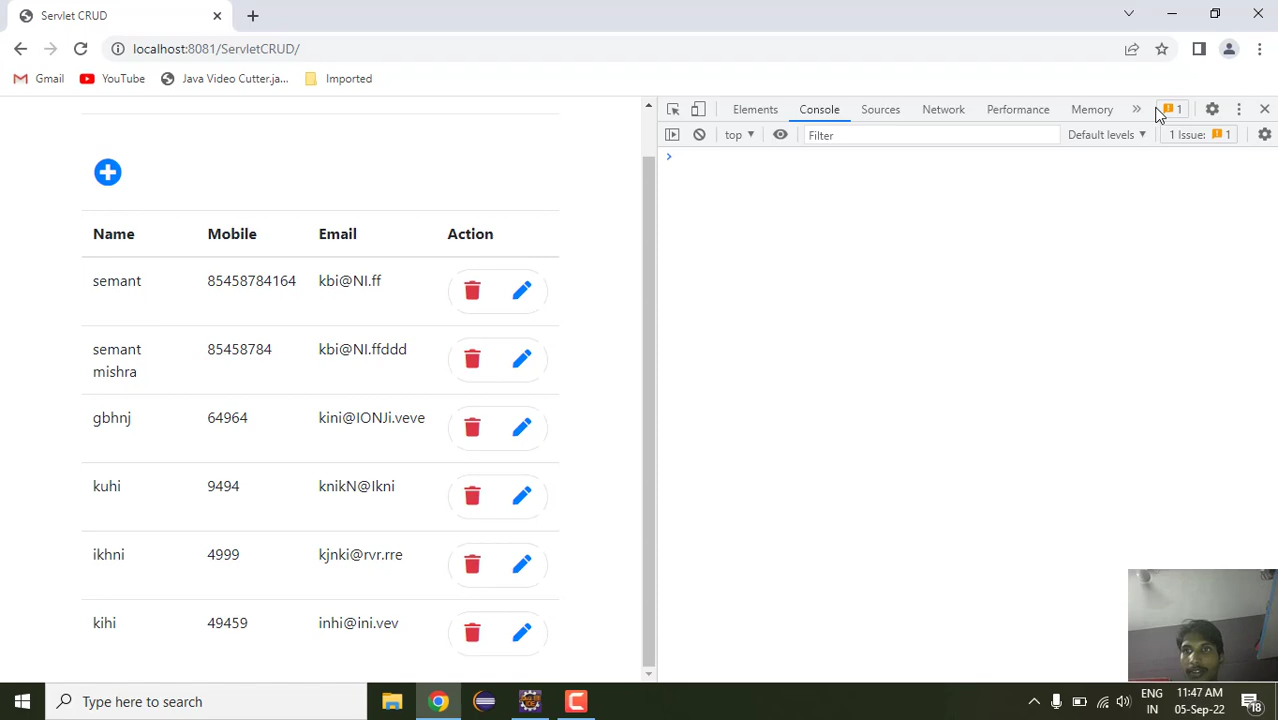 Servlet CRUD
localhost:8081/ServletCRUD/
Gmail YouTube Java Video Cutter.ja... Imported
Elements Console Sources Network Performance Memory 1
top Filter Default levels 1 Issue: 1
Name Mobile Email Action
semant 85458784164 kbi@NI.ff
semant mishra 85458784 kbi@NI.ffddd
gbhnj 64964 kini@IONJi.veve
kuhi 9494 knikN@Ikni
ikhni 4999 kjnki@rvr.rre
kihi 49459 inhi@ini.vev
Type here to search
ENG
IN
11:47 AM
05-Sep-22
18